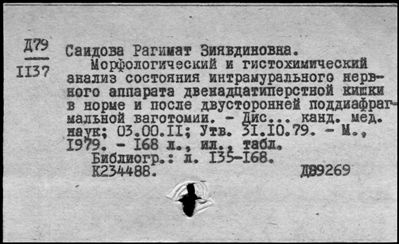 Д79
1137
Саидова Рагимат Зиявдиновна.
Морфологический и гистохимический
анализ состояния интрамурального нерв-
ного аппарата двенадцатиперстной кишки
в норме и после двусторонней поддиафраг-
мальной ваготомии. - Дис... канд. мед.
наук; 03.00.II; Утв. 31.10.79. - М.,
1979. - 168 л., ил., табл.
Библиогр.: л. 135-168.
К234488. Д89269